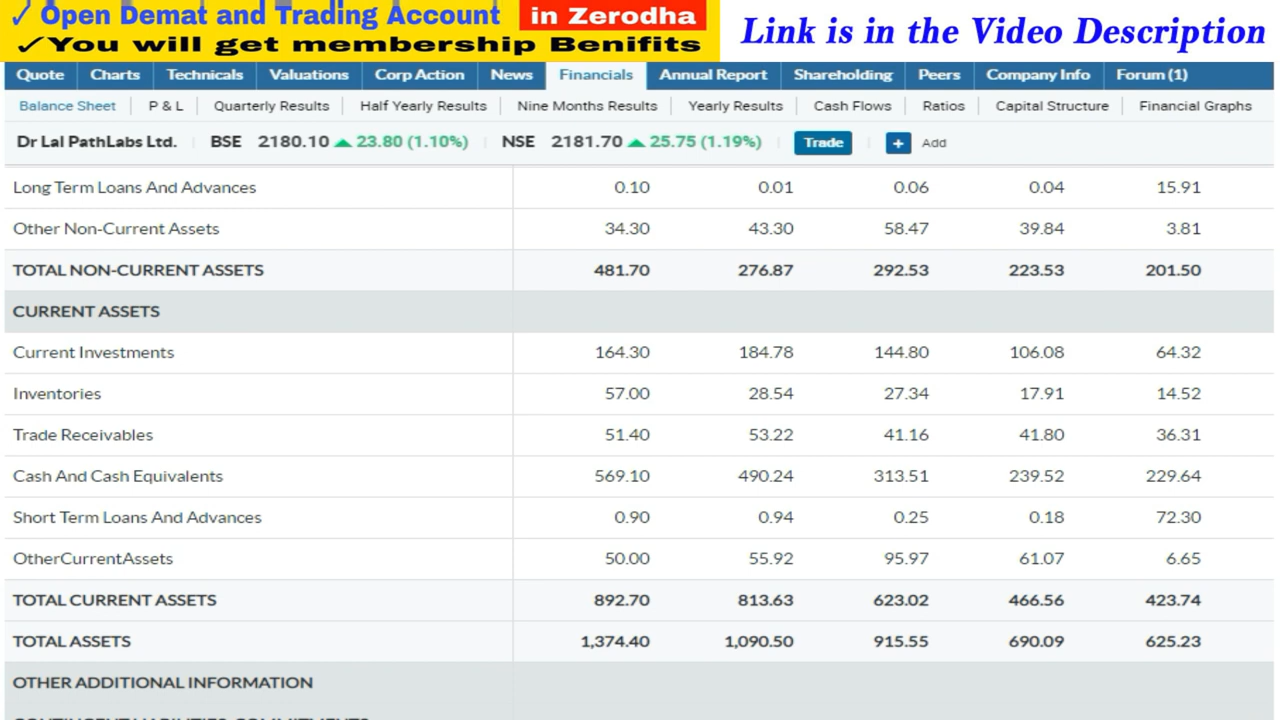 ✓ Open Demat and Trading Account in Zerodha
✓You will get membership Benifits
Link is in the Video Description
Quote Charts Technicals Valuations Corp Action News Financials Annual Report Shareholding Peers Company Info Forum (1)
Balance Sheet P & L Quarterly Results Half Yearly Results Nine Months Results Yearly Results Cash Flows Ratios Capital Structure Financial Graphs
Dr Lal PathLabs Ltd. BSE 2180.10 ▲ 23.80 (1.10%) NSE 2181.70 ▲ 25.75 (1.19%) Trade + Add
Long Term Loans And Advances 0.10 0.01 0.06 0.04 15.91
Other Non-Current Assets 34.30 43.30 58.47 39.84 3.81
TOTAL NON-CURRENT ASSETS 481.70 276.87 292.53 223.53 201.50
CURRENT ASSETS
Current Investments 164.30 184.78 144.80 106.08 64.32
Inventories 57.00 28.54 27.34 17.91 14.52
Trade Receivables 51.40 53.22 41.16 41.80 36.31
Cash And Cash Equivalents 569.10 490.24 313.51 239.52 229.64
Short Term Loans And Advances 0.90 0.94 0.25 0.18 72.30
OtherCurrentAssets 50.00 55.92 95.97 61.07 6.65
TOTAL CURRENT ASSETS 892.70 813.63 623.02 466.56 423.74
TOTAL ASSETS 1,374.40 1,090.50 915.55 690.09 625.23
OTHER ADDITIONAL INFORMATION